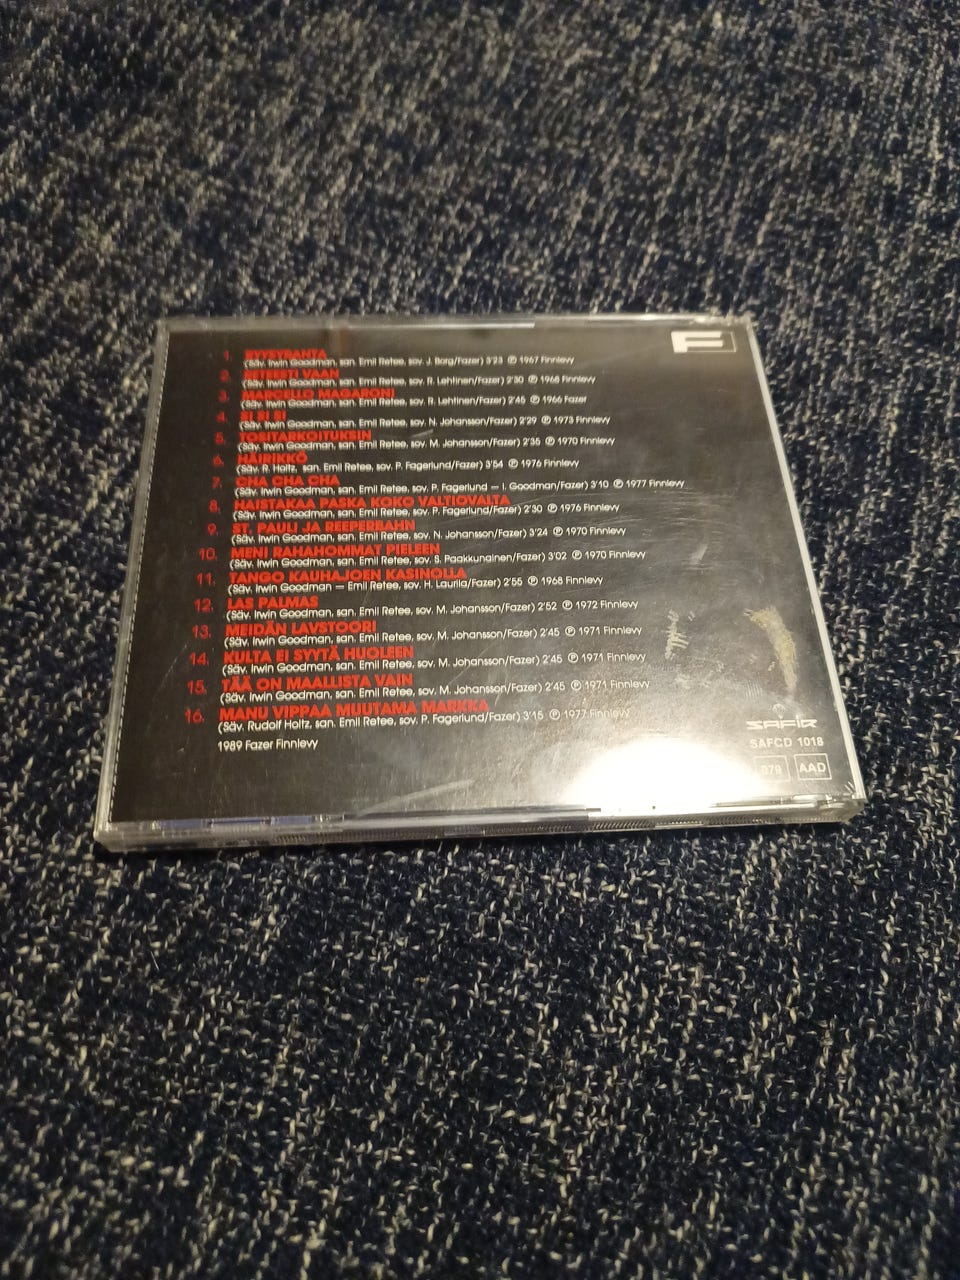 1. RYYSYRANTA
(Säv. Irwin Goodman, san. Emil Retee, sov. J. Borg/Fazer) 3'23 ℗ 1967 Finnlevy
2. RETEESTI VAAN
(Säv. Irwin Goodman, san. Emil Retee, sov. R. Lehtinen/Fazer) 2'30 ℗ 1968 Finnlevy
3. MARCELLO MAGARONI
(Säv. Irwin Goodman, san. Emil Retee, sov. R. Lehtinen/Fazer) 2'45 ℗ 1966 Fazer
4. SI SI SI
(Säv. Irwin Goodman, san. Emil Retee, sov. N. Johansson/Fazer) 2'29 ℗ 1973 Finnlevy
5. TOSITARKOITUKSIN
(Säv. Irwin Goodman, san. Emil Retee, sov. M. Johansson/Fazer) 2'35 ℗ 1970 Finnlevy
6. HÄIRIKKÖ
(Säv. R. Holtz, san. Emil Retee, sov. P. Fagerlund/Fazer) 3'54 ℗ 1976 Finnlevy
7. CHA CHA CHA
(Säv. Irwin Goodman, san. Emil Retee, sov. P. Fagerlund – I. Goodman/Fazer) 3'10 ℗ 1977 Finnlevy
8. HAISTAKAA PASKA KOKO VALTIOVALTA
(Säv. Irwin Goodman, san. Emil Retee, sov. P. Fagerlund/Fazer) 2'30 ℗ 1976 Finnlevy
9. ST. PAULI JA REEPERBAHN
(Säv. Irwin Goodman, san. Emil Retee, sov. N. Johansson/Fazer) 3'24 ℗ 1970 Finnlevy
10. MENI RAHAHOMMAT PIELEEN
(Säv. Irwin Goodman, san. Emil Retee, sov. S. Paakkunainen/Fazer) 3'02 ℗ 1970 Finnlevy
11. TANGO KAUHAJOEN KASINOLLA
(Säv. Irwin Goodman – Emil Retee, sov. H. Laurila/Fazer) 2'55 ℗ 1968 Finnlevy
12. LAS PALMAS
(Säv. Irwin Goodman, san. Emil Retee, sov. M. Johansson/Fazer) 2'52 ℗ 1972 Finnlevy
13. MEIDÄN LAVSTOORI
(Säv. Irwin Goodman, san. Emil Retee, sov. M. Johansson/Fazer) 2'45 ℗ 1971 Finnlevy
14. KULTA EI SYYTÄ HUOLEEN
(Säv. Irwin Goodman, san. Emil Retee, sov. M. Johansson/Fazer) 2'45 ℗ 1971 Finnlevy
15. TÄÄ ON MAALLISTA VAIN
(Säv. Irwin Goodman, san. Emil Retee, sov. M. Johansson/Fazer) 2'45 ℗ 1971 Finnlevy
16. MANU VIPPAA MUUTAMA MARKKA
(Säv. Rudolf Holtz, san. Emil Retee, sov. P. Fagerlund/Fazer) 3'15 ℗ 1977 Finnlevy
1989 Fazer Finnlevy
F
SAFIR
SAFCD 1018
979 AAD